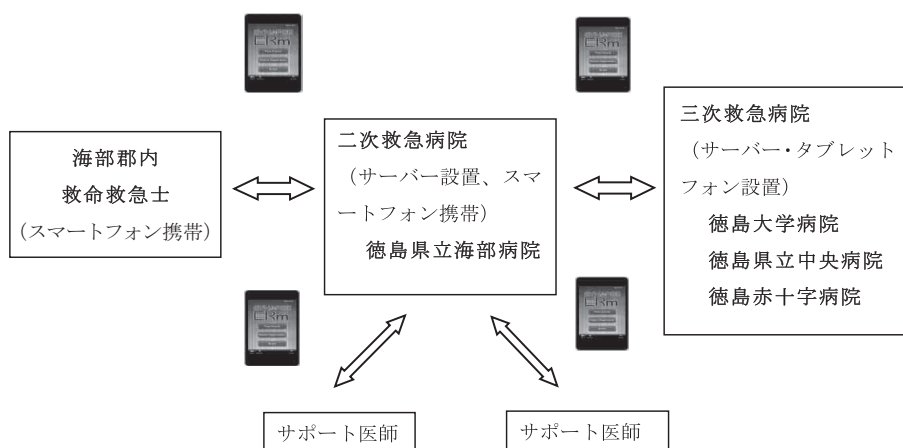 海部郡内
救命救急士
（スマートフォン携帯）
二次救急病院
（サーバー設置、スマ
ートフォン携帯）
徳島県立海部病院
三次救急病院
（サーバー・タブレット
フォン設置）
徳島大学病院
徳島県立中央病院
徳島赤十字病院
サポート医師
サポート医師